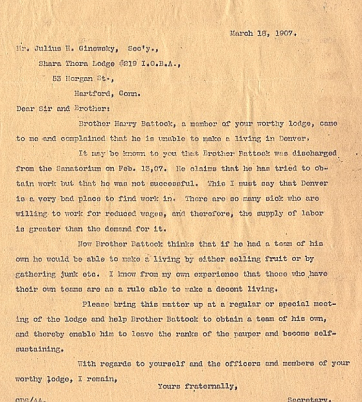 March 18, 1907.
Mr. Julius H. Ginowsky, Sec'y.,
Shara Thora Lodge #219 I.O.B.A.,
53 Morgan St.,
Hartford, Conn.
Dear Sir and Brother:
Brother Harry Battock, a member of your worthy lodge, came
to me and complained that he is unable to make a living in Denver.
It may be known to you that Brother Battock was discharged
from the Sanatorium on Feb. 15,07. He claims that he has tried to ob-
tain work but that he was not successful. This I must say that Denver
is a very bad place to find work in. There are so many sick who are
willing to work for reduced wages, and therefore, the supply of labor
is greater than the demand for it.
Now Brother Battock thinks that if he had a team of his
own he would be able to make a living by either selling fruit or by
gathering junk etc. I know from my own experience that those who have
their own teams are as a rule able to make a decent living.
Please bring this matter up at a regular or special meet-
ing of the lodge and help Brother Battock to obtain a team of his own,
and thereby enable him to leave the ranks of the pauper and become self-
sustaining.
With regards to yourself and the officers and members of your
worthy lodge, I remain,
Yours fraternally,
Secretary.